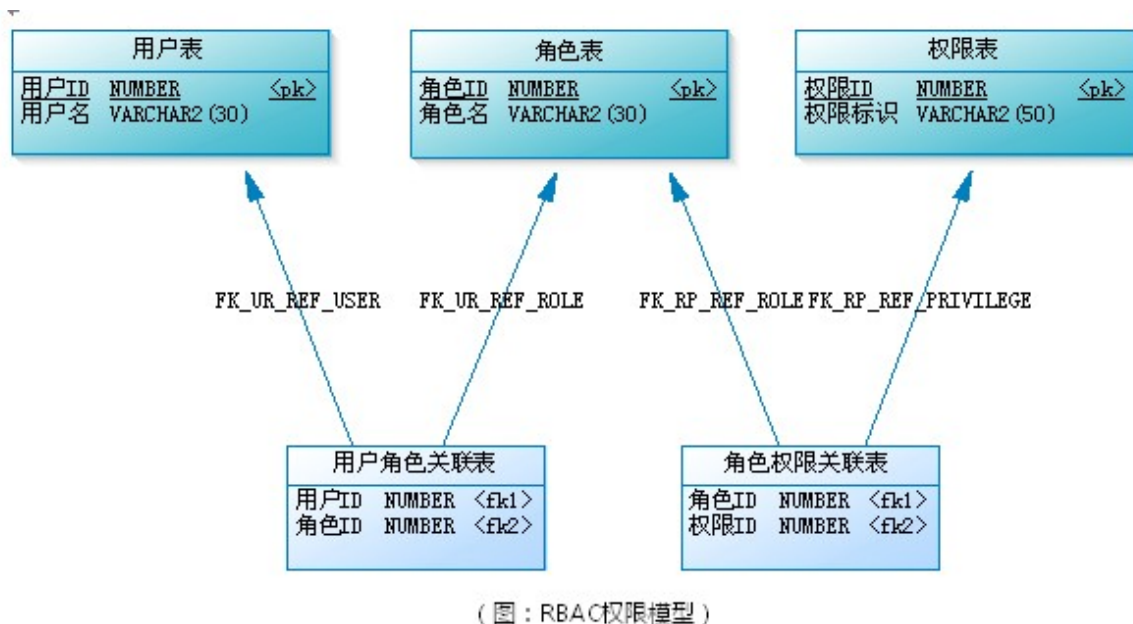 用户表
用户ID NUMBER <pk>
用户名 VARCHAR2(30)
角色表
角色ID NUMBER <pk>
角色名 VARCHAR2(30)
权限表
权限ID NUMBER <pk>
权限标识 VARCHAR2(50)
FK_UR_REF_USER
FK_UR_REF_ROLE
FK_RP_REF_ROLE
FK_RP_REF_PRIVILEGE
用户角色关联表
用户ID NUMBER <fk1>
角色ID NUMBER <fk2>
角色权限关联表
角色ID NUMBER <fk1>
权限ID NUMBER <fk2>
(图：RBAC权限模型)